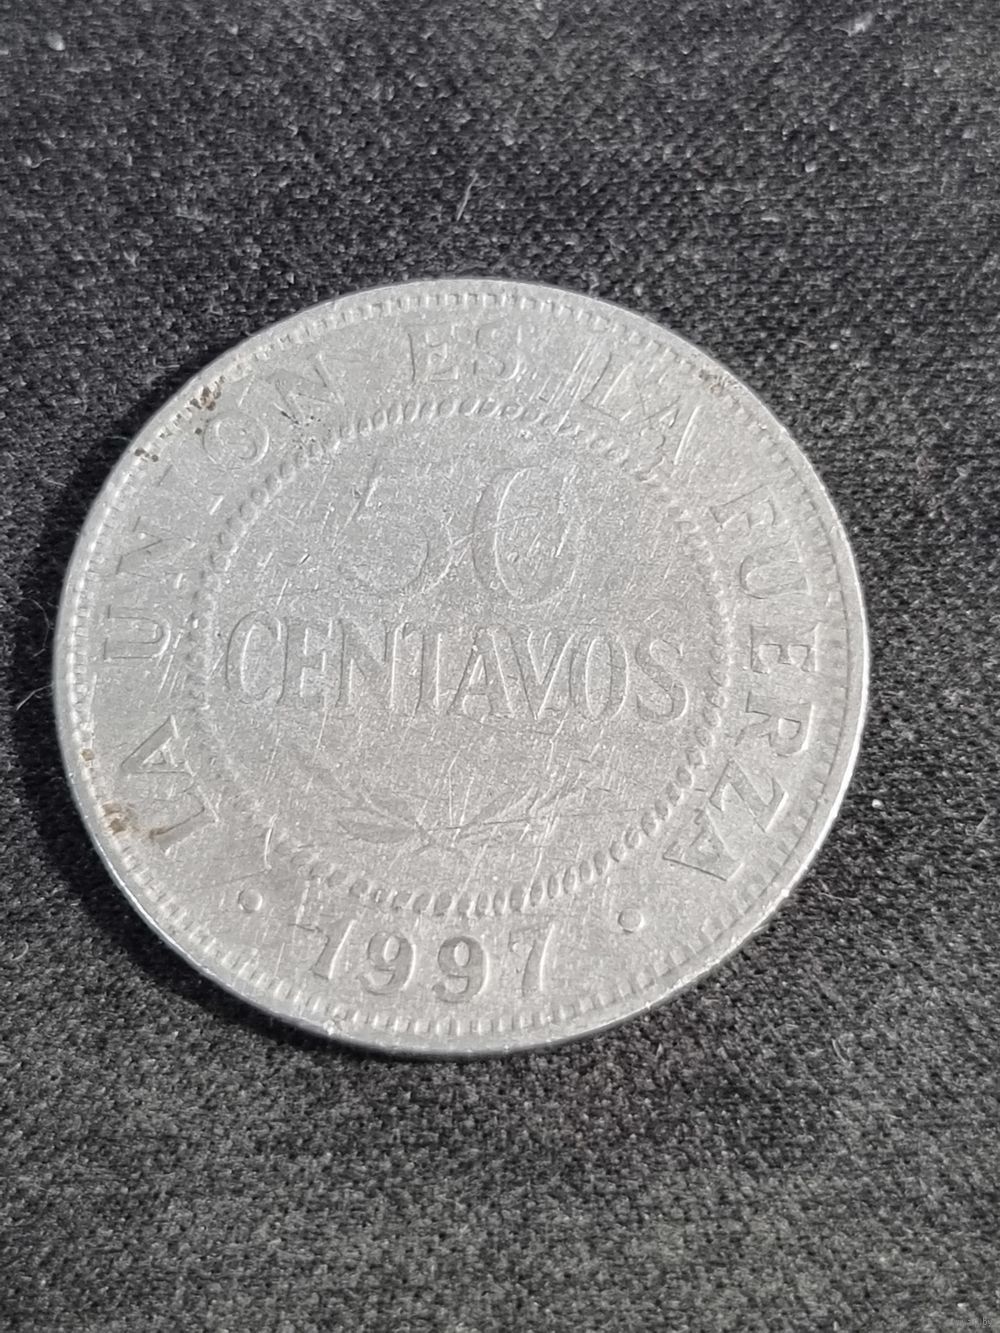 LA UNION ES LA FUERZA
50
CENTAVOS
1997